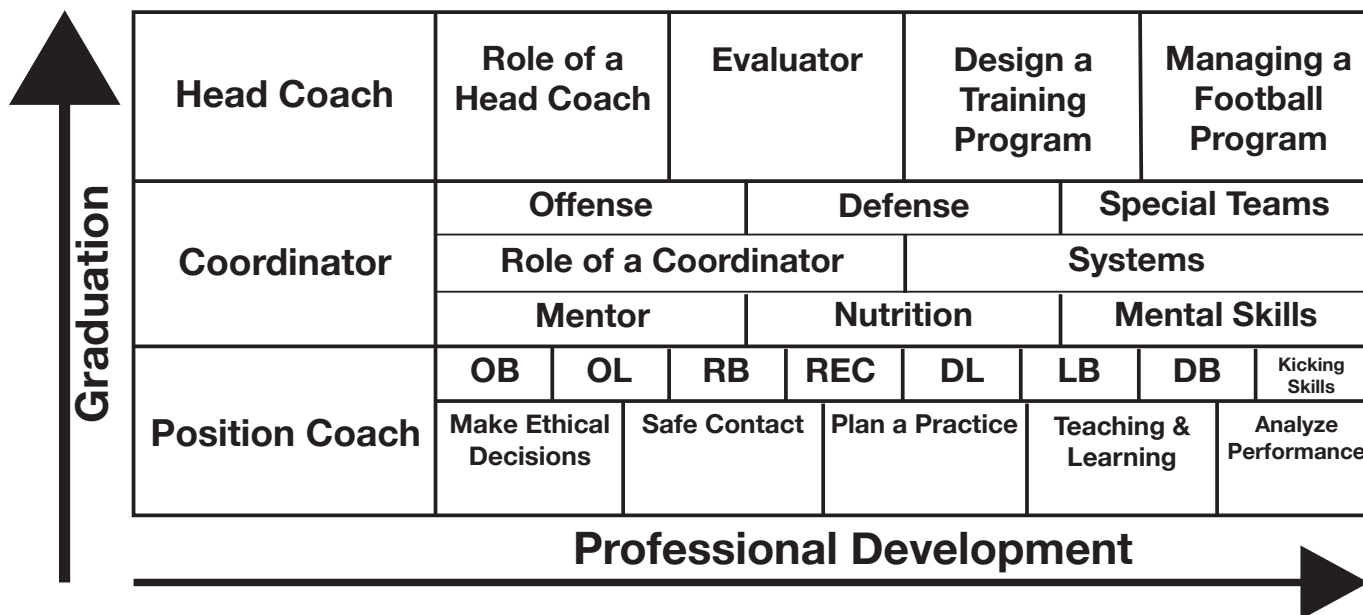 Graduation
Head Coach
Role of a
Head Coach
Evaluator
Design a
Training
Program
Managing a
Football
Program
Coordinator
Offense
Defense
Special Teams
Role of a Coordinator
Systems
Mentor
Nutrition
Mental Skills
Position Coach
OB
OL
RB
REC
DL
LB
DB
Kicking
Skills
Make Ethical
Decisions
Safe Contact
Plan a Practice
Teaching &
Learning
Analyze
Performance
Professional Development